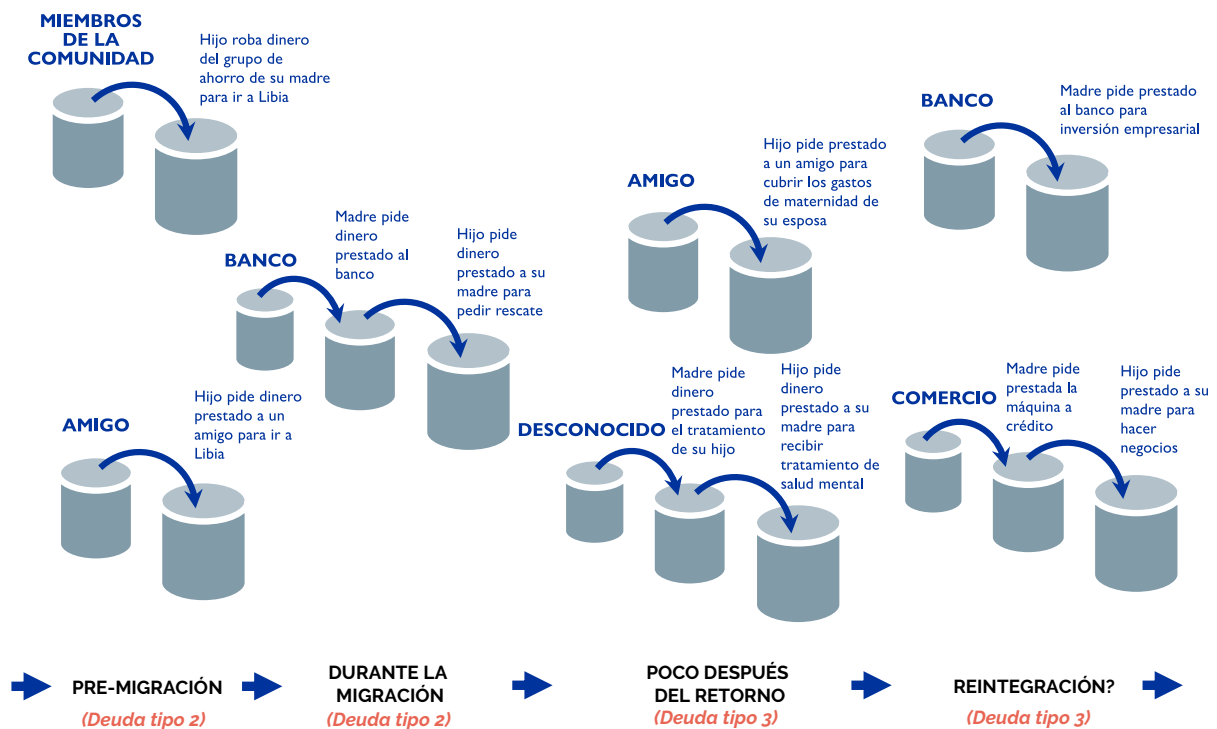 MIEMBROS
DE LA
COMUNIDAD
Hijo roba dinero
del grupo de
ahorro de su madre
para ir a Libia
BANCO
Madre pide
dinero
prestado al
banco
Hijo pide
dinero
prestado a su
madre para
pedir rescate
AMIGO
Hijo pide dinero
prestado a un
amigo para ir a
Libia
AMIGO
Hijo pide prestado
a un amigo para
cubrir los gastos
de maternidad de
su esposa
DESCONOCIDO
Madre pide
dinero
prestado para
el tratamiento
de su hijo
Hijo pide
dinero
prestado a su
madre para
recibir
tratamiento de
salud mental
BANCO
Madre pide prestado
al banco para
inversión empresarial
COMERCIO
Madre pide
prestada la
máquina a
crédito
Hijo pide
prestado a su
madre para
hacer
negocios
PRE-MIGRACIÓN
(Deuda tipo 2)
DURANTE LA
MIGRACIÓN
(Deuda tipo 2)
POCO DESPUÉS
DEL RETORNO
(Deuda tipo 3)
REINTEGRACIÓN?
(Deuda tipo 3)